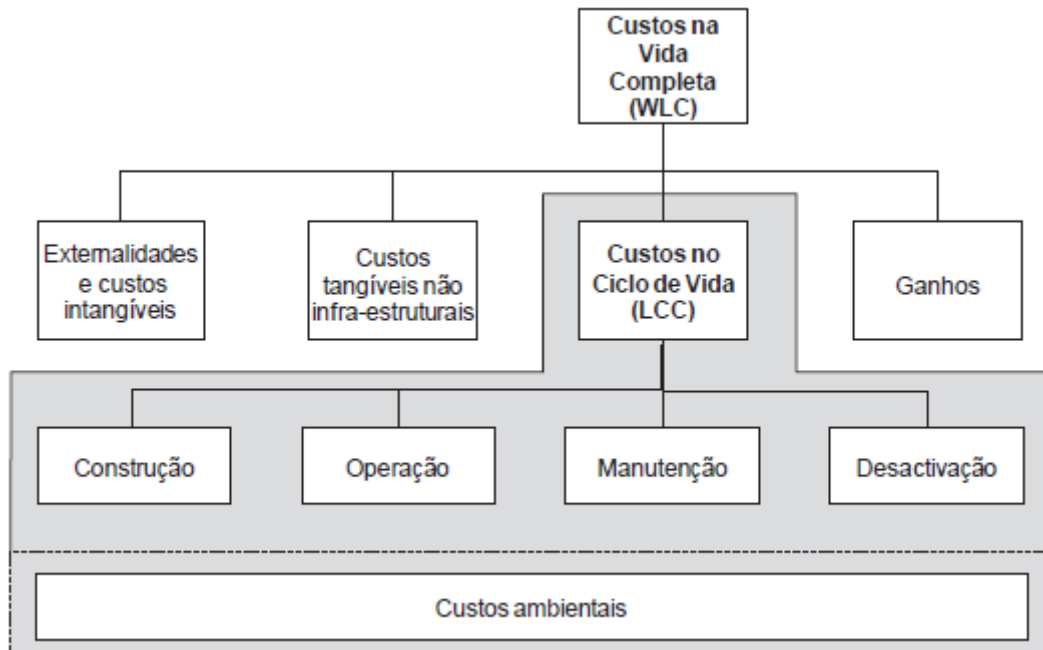 Custos na
Vida
Completa
(WLC)
Externalidades
e custos
intangíveis
Custos
tangíveis não
infra-estruturais
Custos no
Ciclo de Vida
(LCC)
Ganhos
Construção
Operação
Manutenção
Desactivação
Custos ambientais